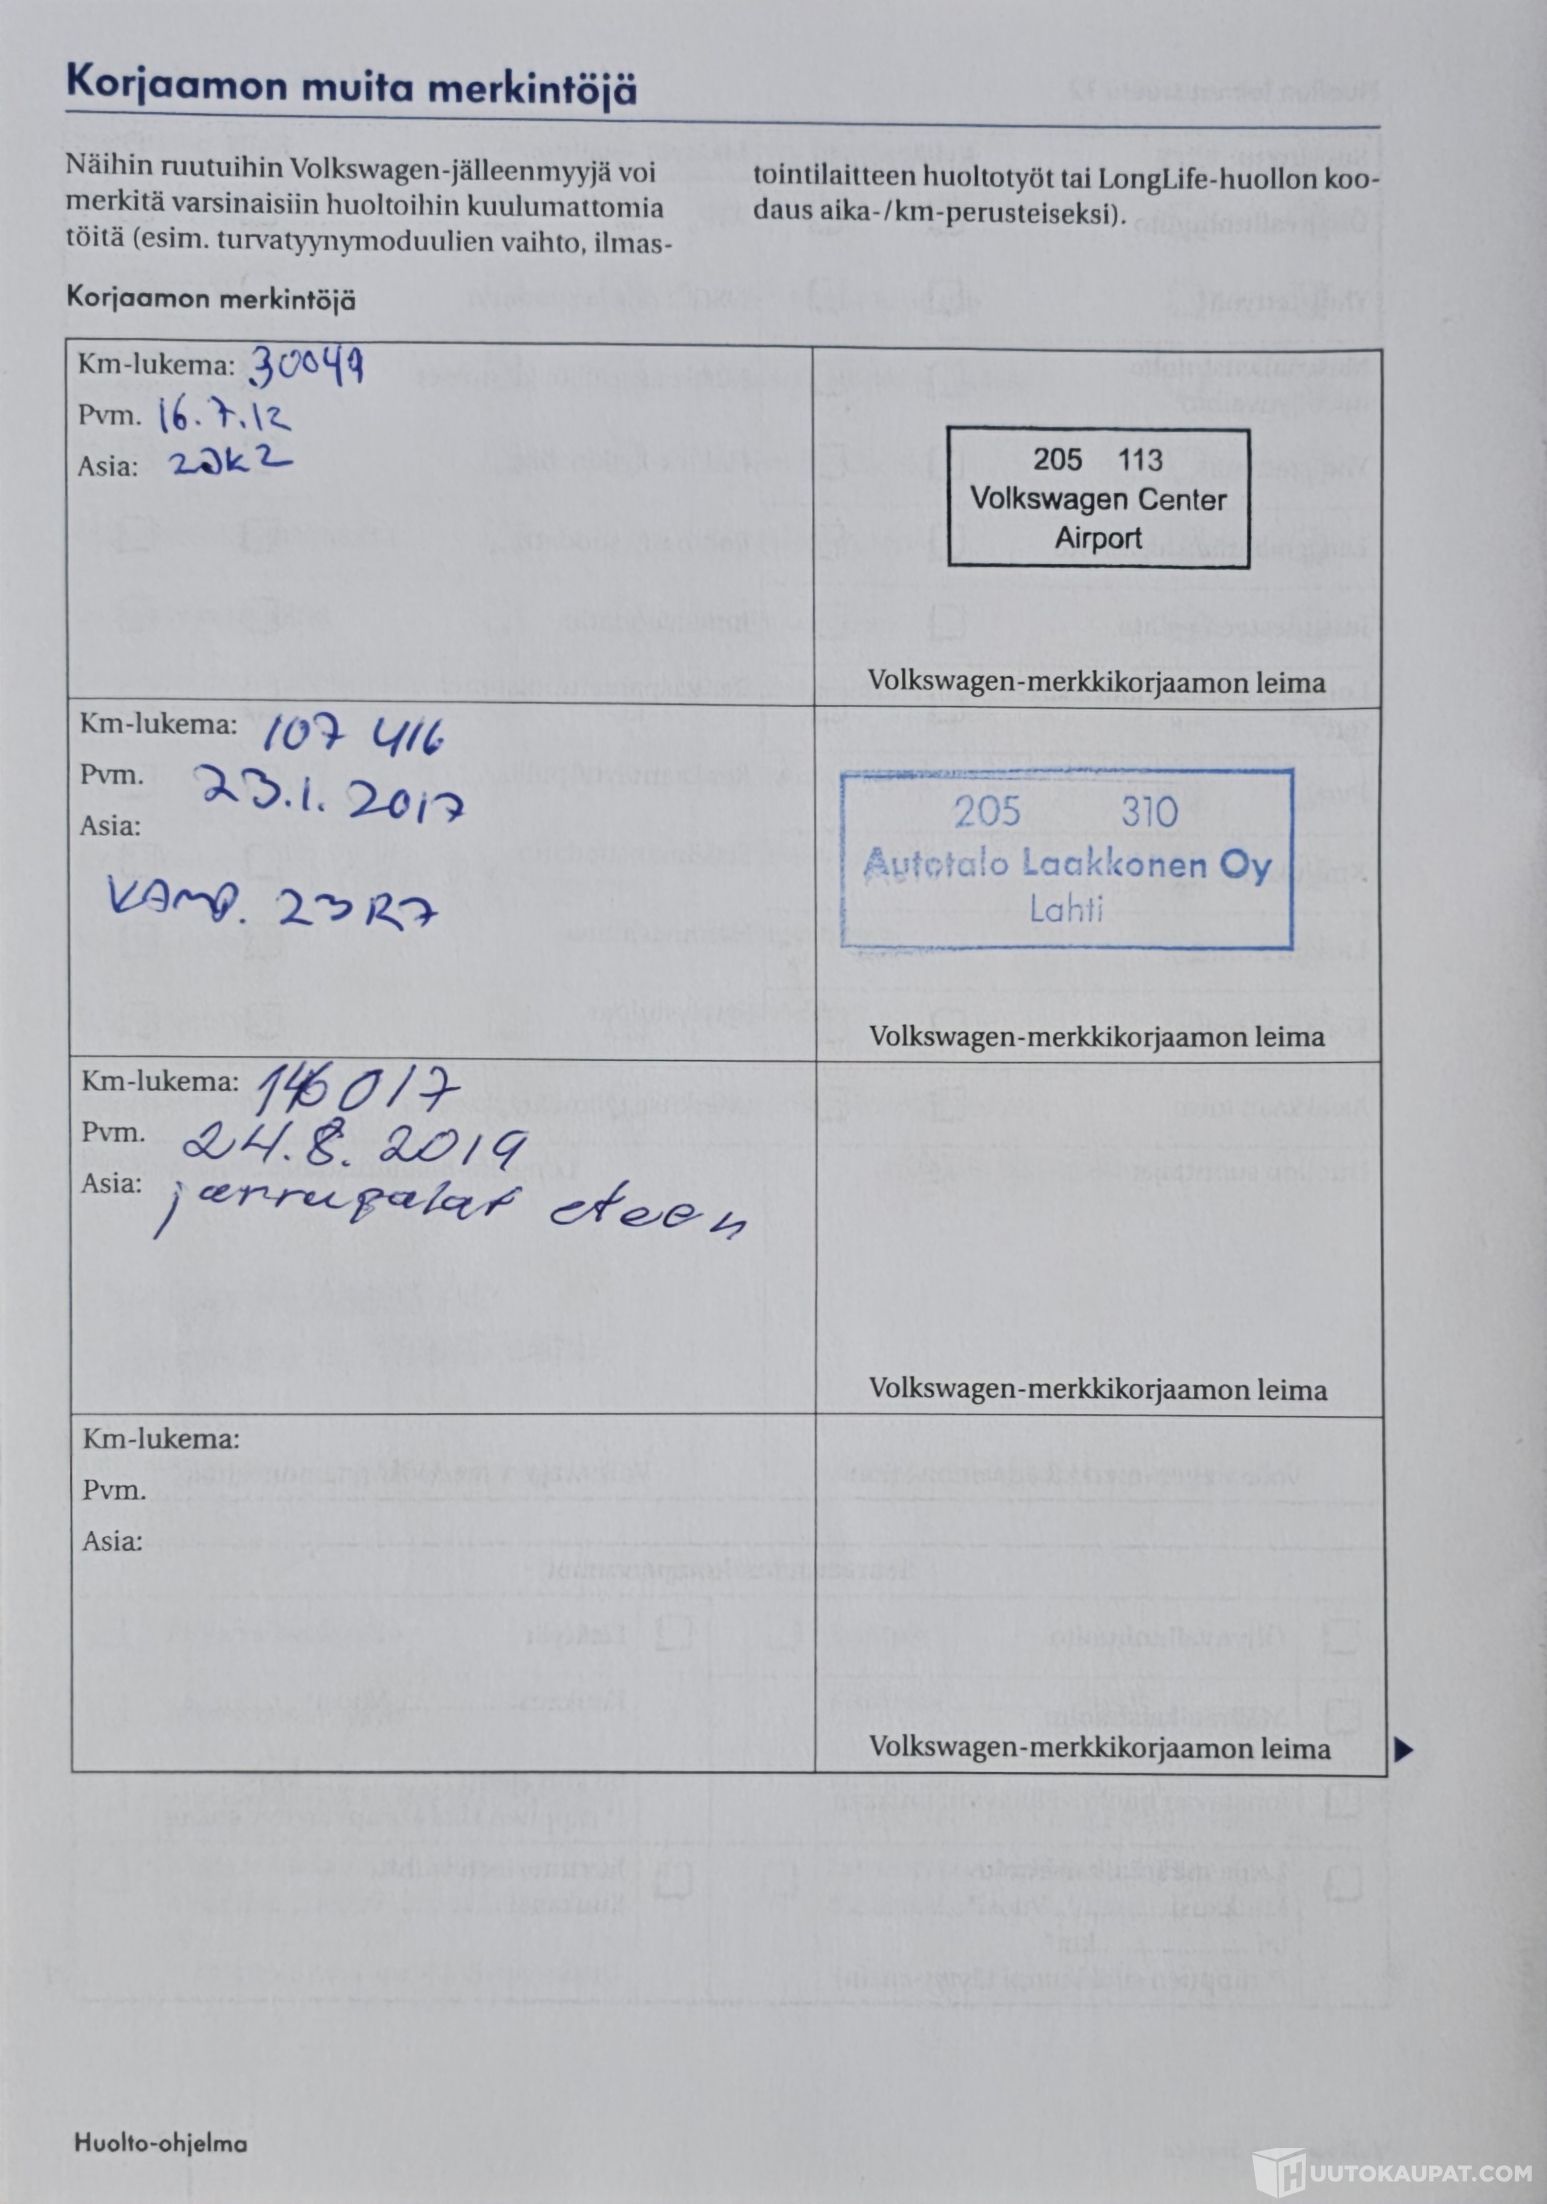 Korjaamon muita merkintöjä
Näihin ruutuihin Volkswagen-jälleenmyyjä voi
merkitä varsinaisiin huoltoihin kuulumattomia
töitä (esim. turvatyynymoduulien vaihto, ilmas-
tointilaitteen huoltotyöt tai LongLife-huollon koo-
daus aika-/km-perusteiseksi).
Korjaamon merkintöjä
Km-lukema: 30049
Pvm. 16.7.12
Asia:
205 113
Volkswagen Center
Airport
Volkswagen-merkkikorjaamon leima
Km-lukema: 107 416
Pvm. 23.1.2017
Asia:
KAMP. 23R7
205 310
Autotalo Laakkonen Oy
Lahti
Volkswagen-merkkikorjaamon leima
Km-lukema: 146017
Pvm. 24.8.2019
Asia: jarrupalat eteen
Volkswagen-merkkikorjaamon leima
Km-lukema:
Pvm.
Asia:
Volkswagen-merkkikorjaamon leima
Huolto-ohjelma
HUUTOKAUPAT.COM